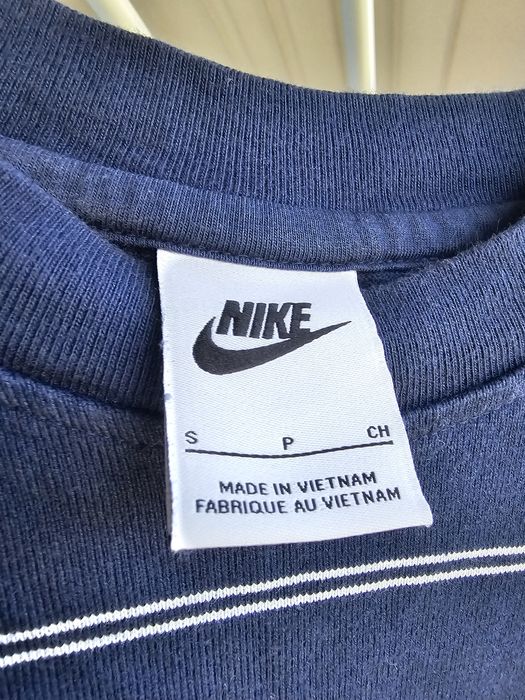 NIKE
S P CH
MADE IN VIETNAM
FABRIQUE AU VIETNAM